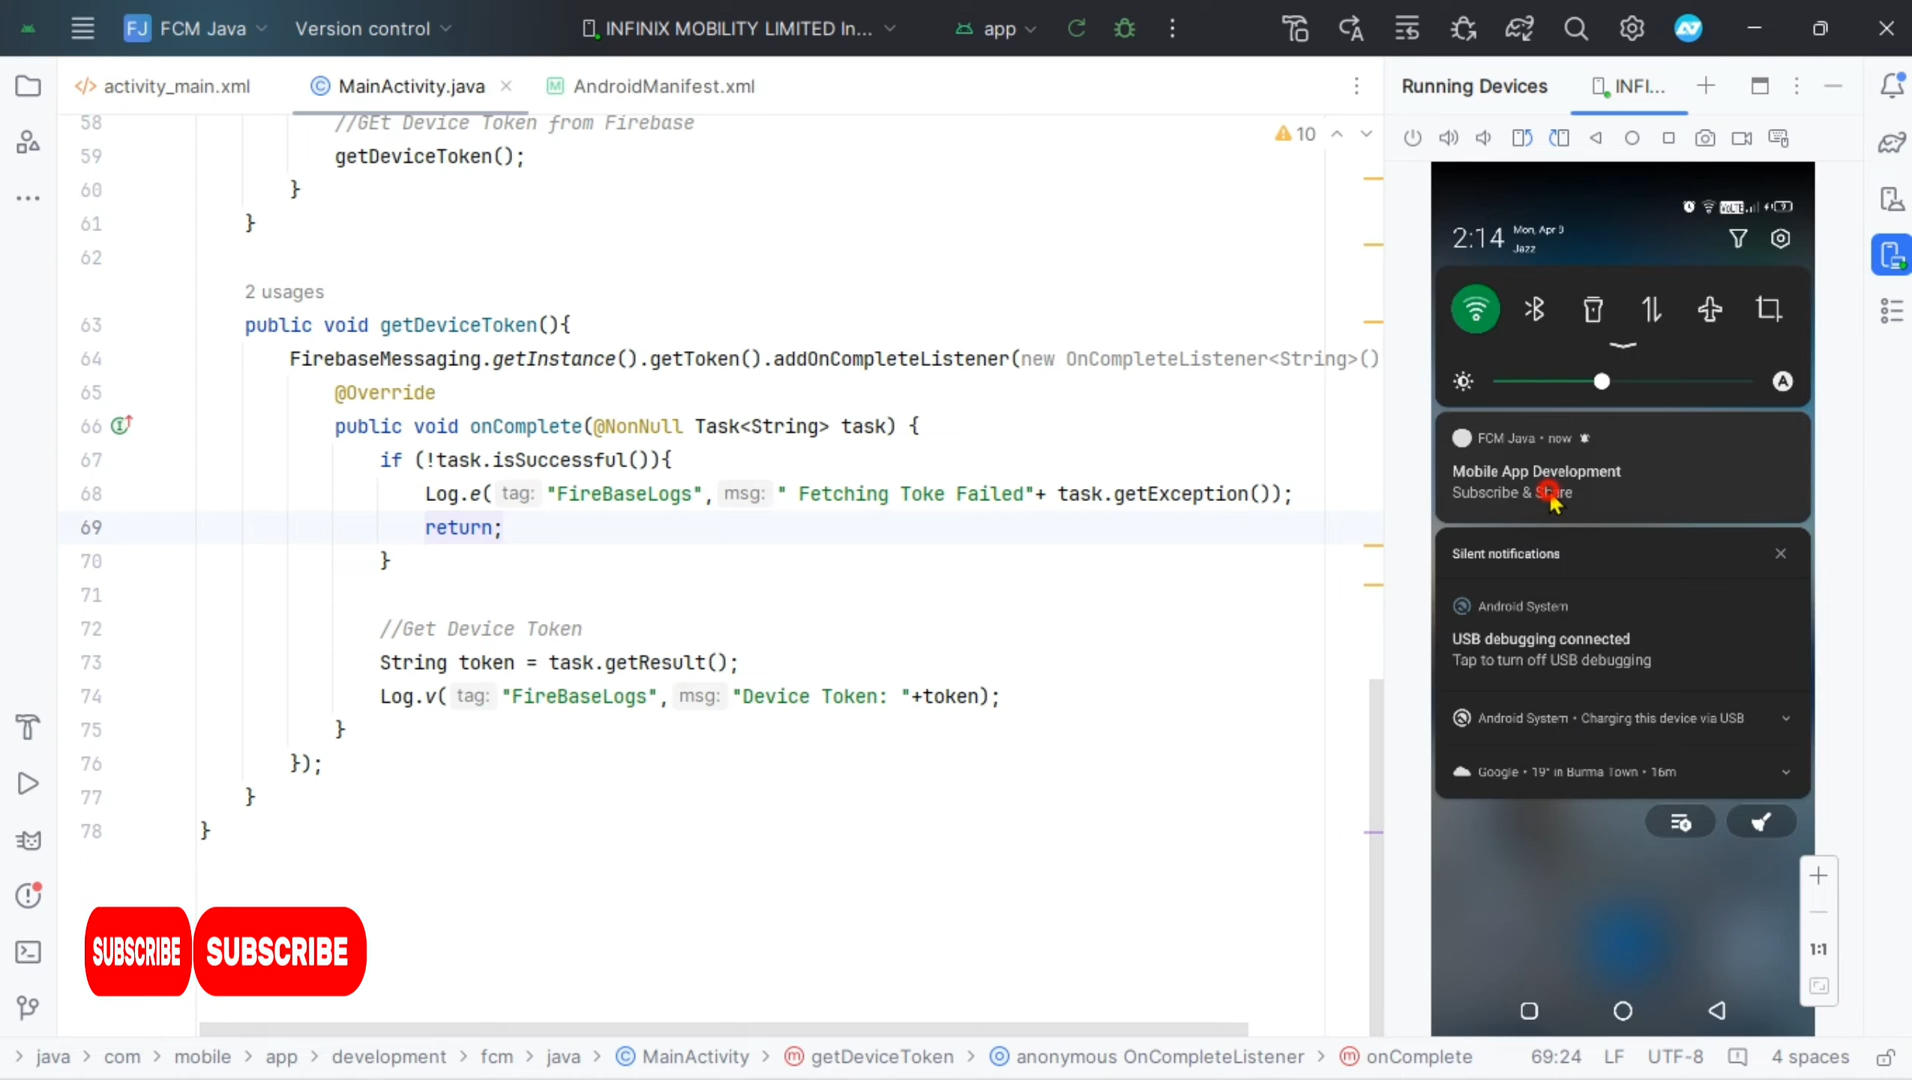 FJ FCM Java
Version control
INFINIX MOBILITY LIMITED In...
app
activity_main.xml
MainActivity.java
AndroidManifest.xml
Running Devices
INFI...
10
58 //GEt Device Token from Firebase
59 getDeviceToken();
60 }
61 }
62
2 usages
63 public void getDeviceToken(){
64 FirebaseMessaging.getInstance().getToken().addOnCompleteListener(new OnCompleteListener<String>()
65 @Override
66 public void onComplete(@NonNull Task<String> task) {
67 if (!task.isSuccessful()){
68 Log.e( tag: "FireBaseLogs", msg: " Fetching Toke Failed"+ task.getException());
69 return;
70 }
71
72 //Get Device Token
73 String token = task.getResult();
74 Log.v( tag: "FireBaseLogs", msg: "Device Token: "+token);
75 }
76 });
77 }
78 }
SUBSCRIBE SUBSCRIBE
2:14
Jazz
A
FCM Java • now
Mobile App Development
Subscribe & Share
Silent notifications
Android System
USB debugging connected
Tap to turn off USB debugging
Android System • Charging this device via USB
Google • 19° in Burma Town • 16m
1:1
java > com > mobile > app > development > fcm > java > MainActivity > getDeviceToken > anonymous OnCompleteListener > onComplete
69:24 LF UTF-8 4 spaces